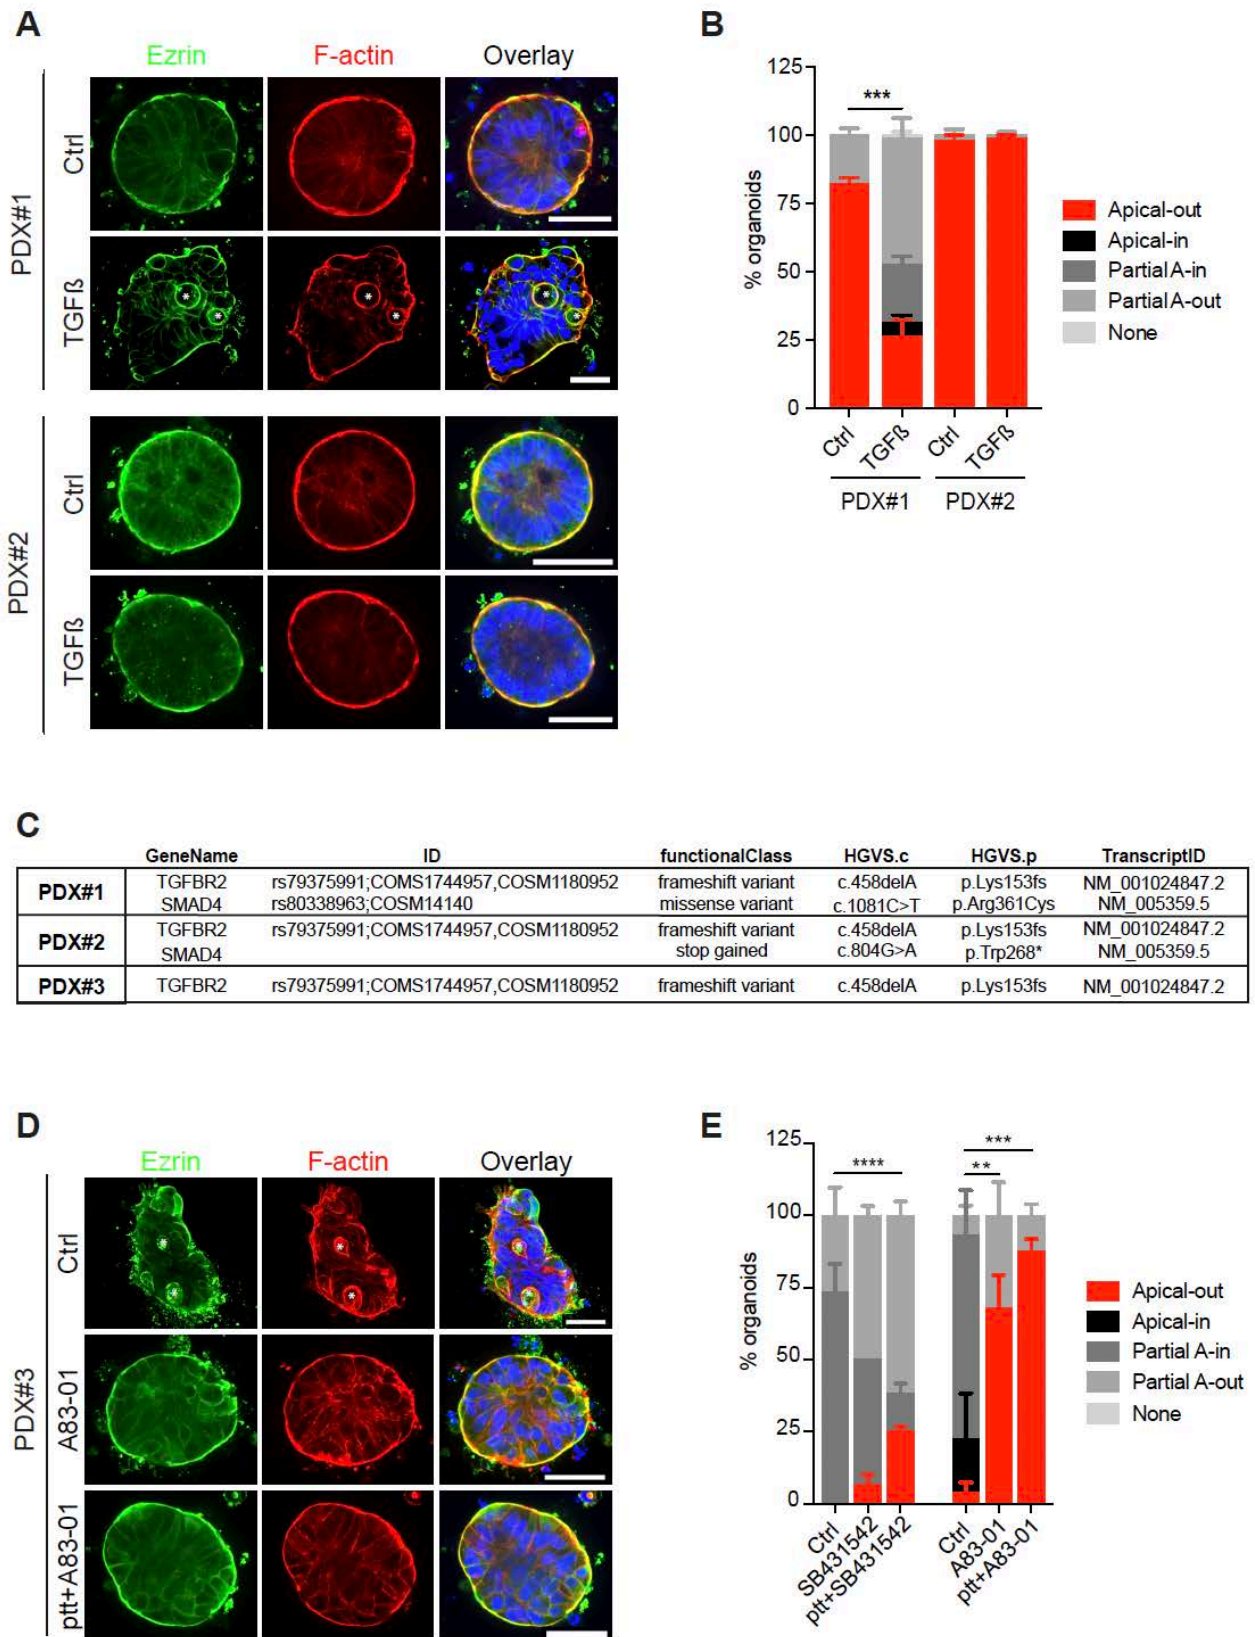 A
Ezrin F-actin Overlay
PDX#1
Ctrl
* *
TGFß
* * * * * *
PDX#2
Ctrl
TGFß
B
125
100
75
50
25
0
% organoids
***
Ctrl TGFß Ctrl TGFß
PDX#1 PDX#2
Apical-out
Apical-in
Partial A-in
Partial A-out
None
C
GeneName ID functionalClass HGVS.c HGVS.p TranscriptID
PDX#1 TGFBR2 rs79375991;COMS1744957,COSM1180952 frameshift variant c.458delA p.Lys153fs NM_001024847.2
SMAD4 rs80338963;COSM14140 missense variant c.1081C>T p.Arg361Cys NM_005359.5
PDX#2 TGFBR2 rs79375991;COMS1744957,COSM1180952 frameshift variant c.458delA p.Lys153fs NM_001024847.2
SMAD4 stop gained c.804G>A p.Trp268* NM_005359.5
PDX#3 TGFBR2 rs79375991;COMS1744957,COSM1180952 frameshift variant c.458delA p.Lys153fs NM_001024847.2
D
Ezrin F-actin Overlay
PDX#3
Ctrl
* * * * * *
A83-01
ptt+A83-01
E
125
100
75
50
25
0
% organoids
**** ** ***
Ctrl SB431542 ptt+SB431542 Ctrl A83-01 ptt+A83-01
Apical-out
Apical-in
Partial A-in
Partial A-out
None